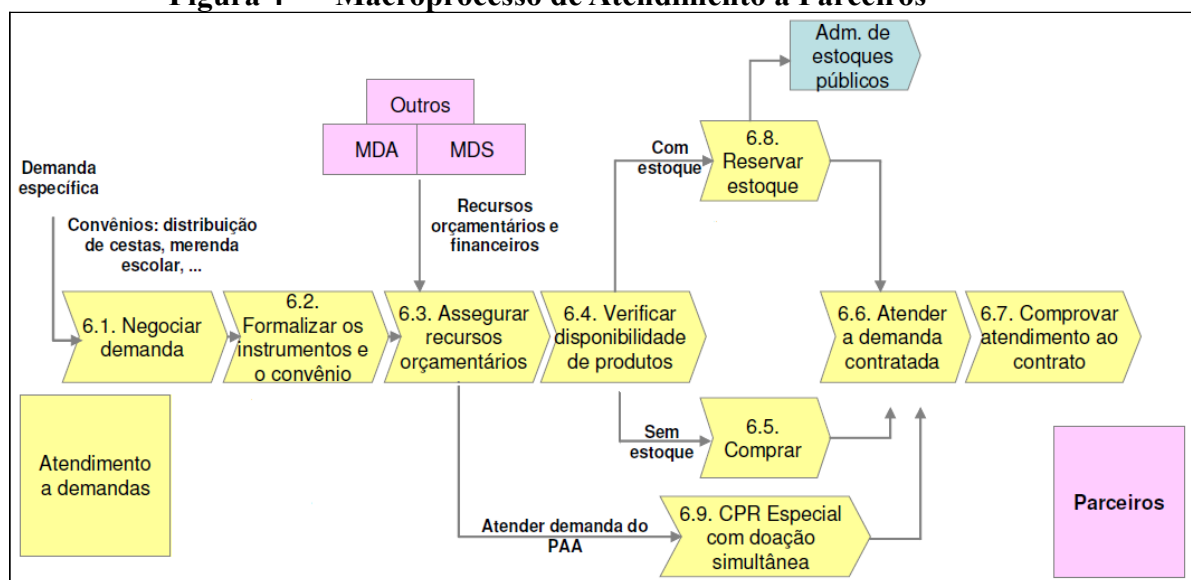 Figura 4 — Macroprocesso de Atendimento a Parceiros
Adm. de
estoques
públicos
Outros
MDA
MDS
Demanda
específica
Convênios: distribuição
de cestas, merenda
escolar, ...
Recursos
orçamentários e
financeiros
Com
estoque
6.8.
Reservar
estoque
6.1. Negociar
demanda
6.2.
Formalizar os
instrumentos e
o convênio
6.3. Assegurar
recursos
orçamentários
6.4. Verificar
disponibilidade
de produtos
6.6. Atender
a demanda
contratada
6.7. Comprovar
atendimento ao
contrato
Sem
estoque
6.5.
Comprar
Atendimento
a demandas
Atender demanda do
PAA
6.9. CPR Especial
com doação
simultânea
Parceiros